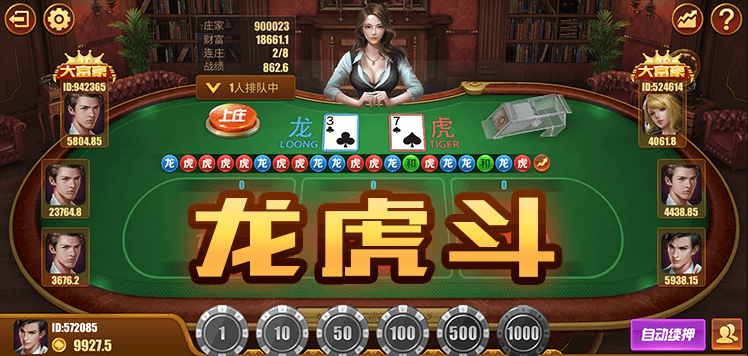 庄家 900023
财富 18661.1
连庄 2/8
战绩 862.6
1人排队中
大富豪
ID:942365
5804.85
大富豪
ID:524614
4061.8
上庄
龙
LOONG
3
7
虎
TIGER
龙 虎 虎 虎 虎 龙 虎 龙 龙 虎 虎 龙 虎 和 虎 龙 龙 和 龙 虎
0 0 0
23764.8
4438.85
龙虎斗
3676.2
5938.15
ID:572085
9927.5
1 10 50 100 500 1000
自动续押